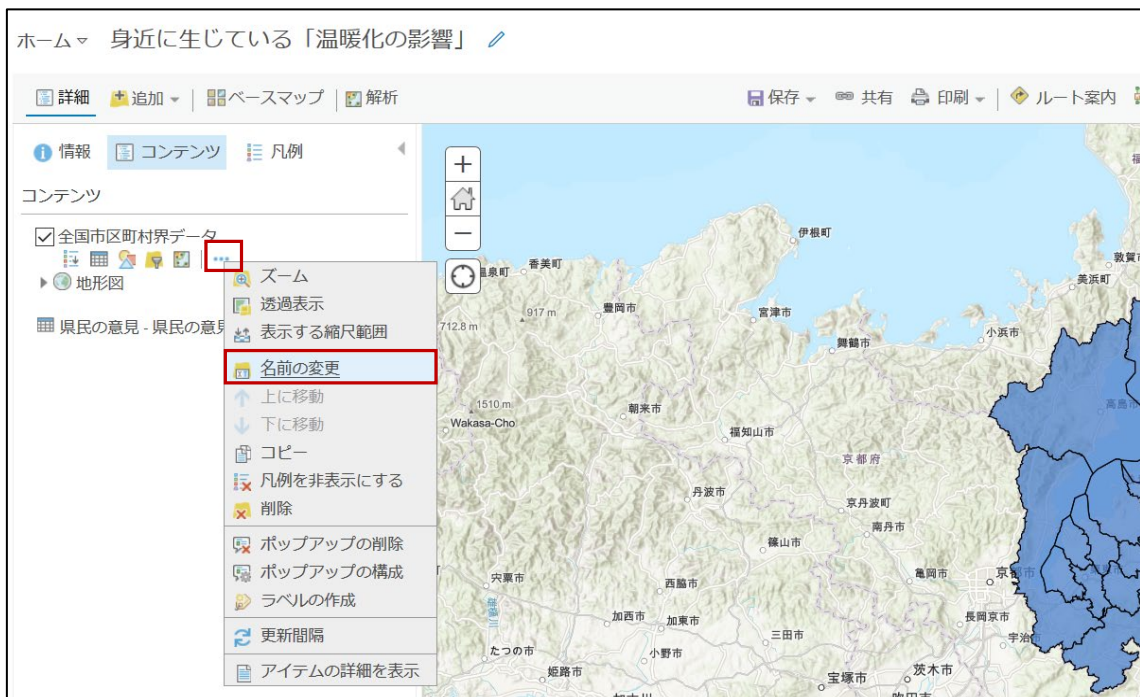 ホーム 身近に生じている「温暖化の影響」
詳細 追加 ベースマップ 解析 保存 共有 印刷 ルート案内
情報 コンテンツ 凡例
コンテンツ
全国市区町村界データ
地形図
県民の意見 - 県民の意見
ズーム
透過表示
表示する縮尺範囲
名前の変更
上に移動
下に移動
コピー
凡例を非表示にする
削除
ポップアップの削除
ポップアップの構成
ラベルの作成
更新間隔
アイテムの詳細を表示
伊根町
香美町
温泉町
敦賀市
美浜町
917 m
豊岡市
宮津市
小浜市
712.8 m
舞鶴市
1510 m
朝来市
高島市
Wakasa-Cho
福知山市
京都府
丹波市
京丹波町
南丹市
篠山市
宍粟市
西脇市
亀岡市
京都市
加西市
加東市
長岡京市
三田市
宇治
たつの市
小野市
姫路市
宝塚市
茨木市